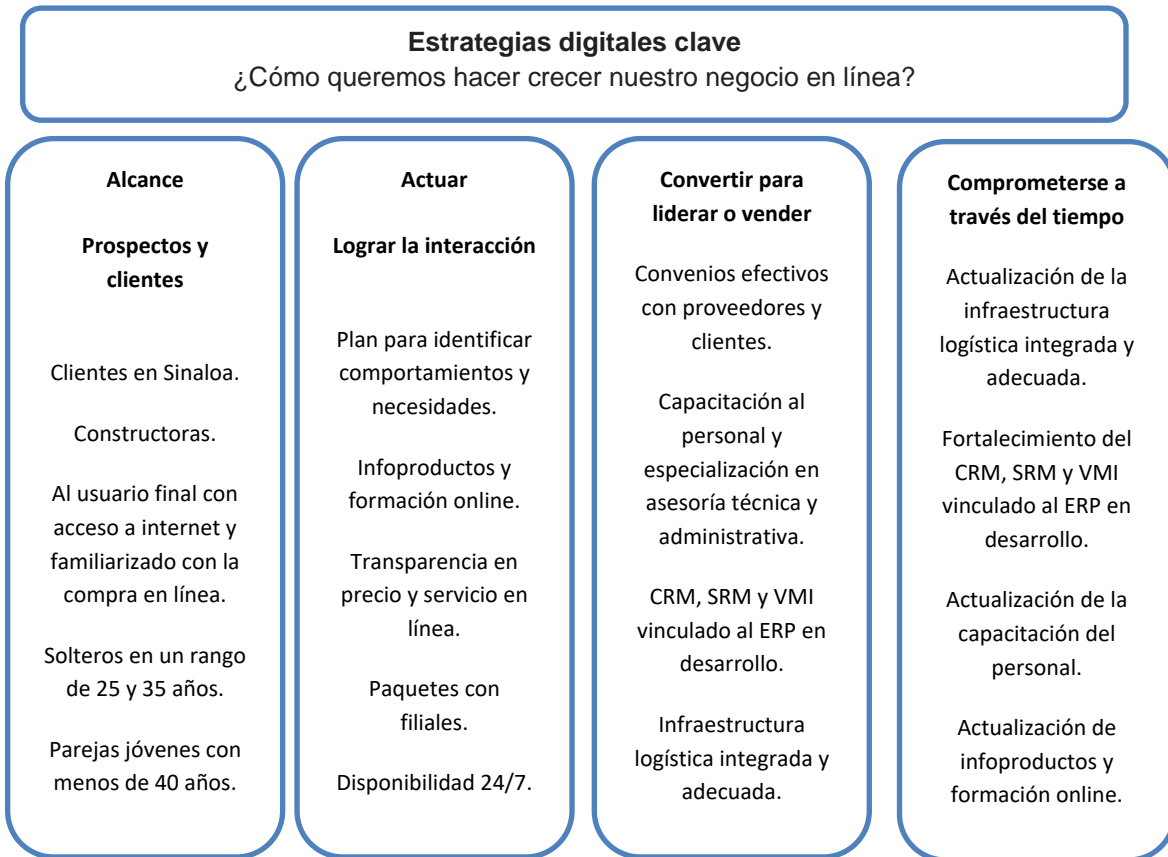 Estrategias digitales clave
¿Cómo queremos hacer crecer nuestro negocio en línea?
Alcance
Prospectos y
clientes
Clientes en Sinaloa.
Constructoras.
Al usuario final con
acceso a internet y
familiarizado con la
compra en línea.
Solteros en un rango
de 25 y 35 años.
Parejas jóvenes con
menos de 40 años.
Actuar
Lograr la interacción
Plan para identificar
comportamientos y
necesidades.
Infoproductos y
formación online.
Transparencia en
precio y servicio en
línea.
Paquetes con
filiales.
Disponibilidad 24/7.
Convertir para
liderar o vender
Convenios efectivos
con proveedores y
clientes.
Capacitación al
personal y
especialización en
asesoría técnica y
administrativa.
CRM, SRM y VMI
vinculado al ERP en
desarrollo.
Infraestructura
logística integrada y
adecuada.
Comprometerse a
través del tiempo
Actualización de la
infraestructura
logística integrada y
adecuada.
Fortalecimiento del
CRM, SRM y VMI
vinculado al ERP en
desarrollo.
Actualización de la
capacitación del
personal.
Actualización de
infoproductos y
formación online.